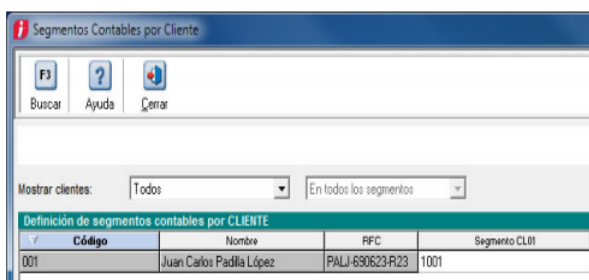 Segmentos Contables por Cliente
F3 ?
Buscar Ayuda Cerrar
Mostrar clientes: Todos En todos los segmentos
Definición de segmentos contables por CLIENTE
Código Nombre RFC Segmento CL01
001 Juan Carlos Padilla López PALJ-690623-R23 1001